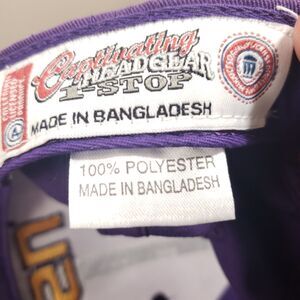 Captivating
HEADGEAR
1-STOP
MADE IN BANGLADESH
100% POLYESTER
MADE IN BANGLADESH